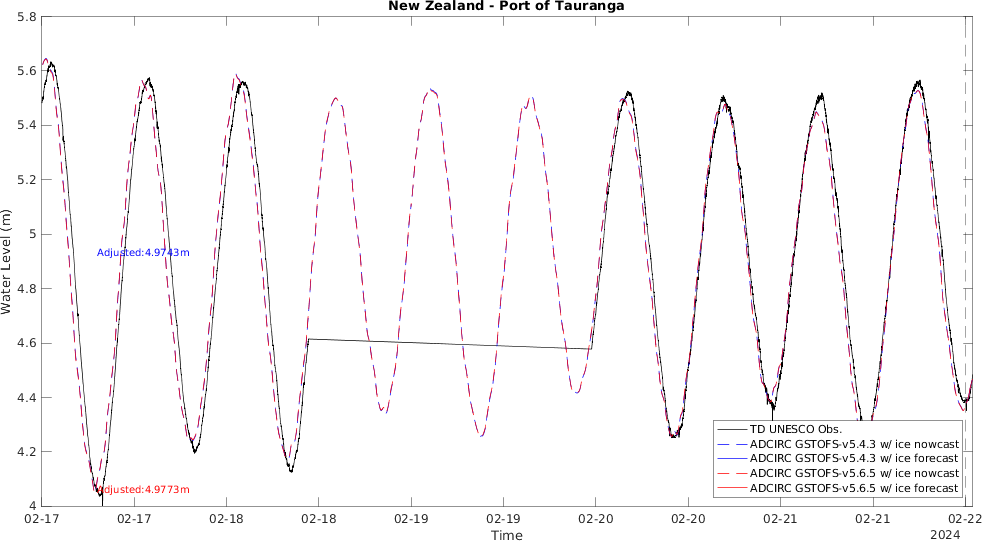 New Zealand - Port of Tauranga
5.8
5.6
5.4
5.2
5
4.8
4.6
4.4
4.2
4
Water Level (m)
Adjusted:4.9743m
Adjusted:4.9773m
TD UNESCO Obs.
ADCIRC GSTOFS-v5.4.3 w/ ice nowcast
ADCIRC GSTOFS-v5.4.3 w/ ice forecast
ADCIRC GSTOFS-v5.6.5 w/ ice nowcast
ADCIRC GSTOFS-v5.6.5 w/ ice forecast
02-17 02-17 02-18 02-18 02-19 02-19 02-20 02-20 02-21 02-21 02-22
Time
2024